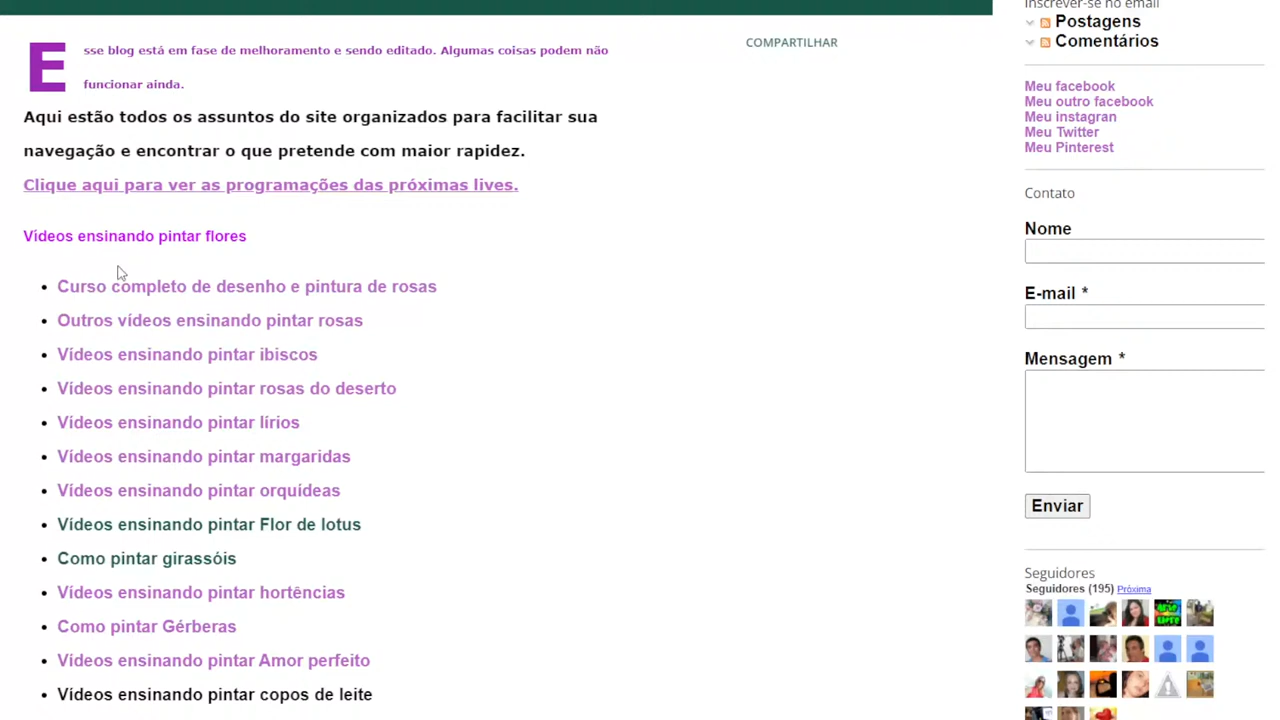 Esse blog está em fase de melhoramento e sendo editado. Algumas coisas podem não
funcionar ainda.
Aqui estão todos os assuntos do site organizados para facilitar sua
navegação e encontrar o que pretende com maior rapidez.
Clique aqui para ver as programações das próximas lives.
Vídeos ensinando pintar flores
Curso completo de desenho e pintura de rosas
Outros vídeos ensinando pintar rosas
Vídeos ensinando pintar ibiscos
Vídeos ensinando pintar rosas do deserto
Vídeos ensinando pintar lírios
Vídeos ensinando pintar margaridas
Vídeos ensinando pintar orquídeas
Vídeos ensinando pintar Flor de lotus
Como pintar girassóis
Vídeos ensinando pintar hortências
Como pintar Gérberas
Vídeos ensinando pintar Amor perfeito
Vídeos ensinando pintar copos de leite
COMPARTILHAR
Inscrever-se no email
Postagens
Comentários
Meu facebook
Meu outro facebook
Meu instagran
Meu Twitter
Meu Pinterest
Contato
Nome
E-mail *
Mensagem *
Enviar
Seguidores
Seguidores (195) Próxima